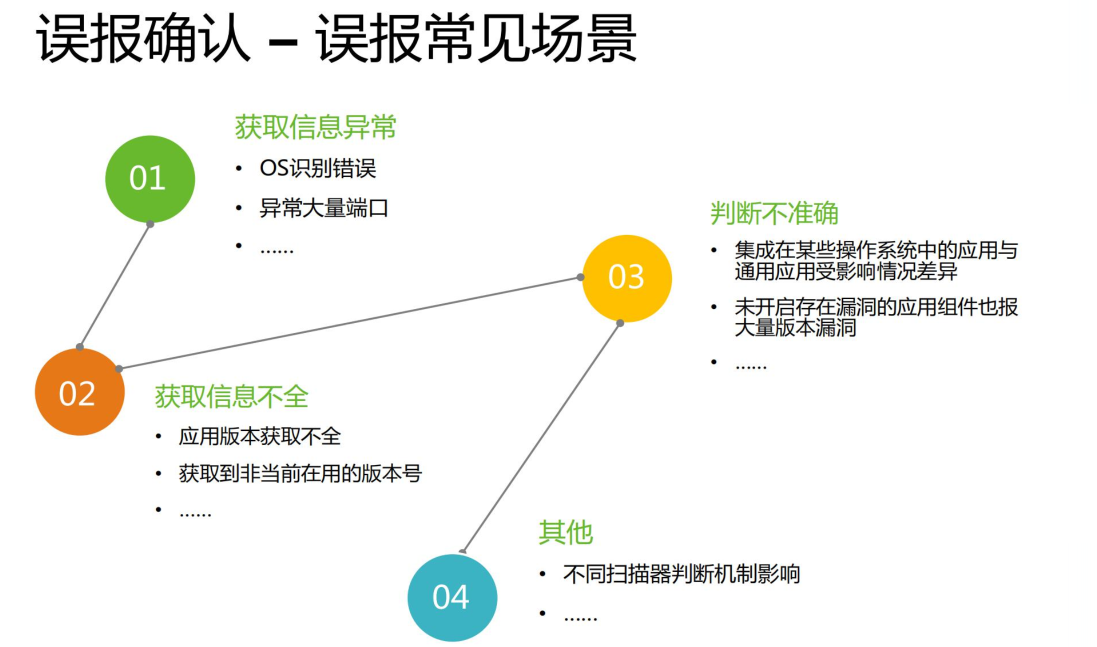 误报确认 – 误报常见场景
01
获取信息异常
• OS识别错误
• 异常大量端口
• ......
02
获取信息不全
• 应用版本获取不全
• 获取到非当前在用的版本号
• ......
03
判断不准确
• 集成在某些操作系统中的应用与
通用应用受影响情况差异
• 未开启存在漏洞的应用组件也报
大量版本漏洞
• ......
04
其他
• 不同扫描器判断机制影响
• ......